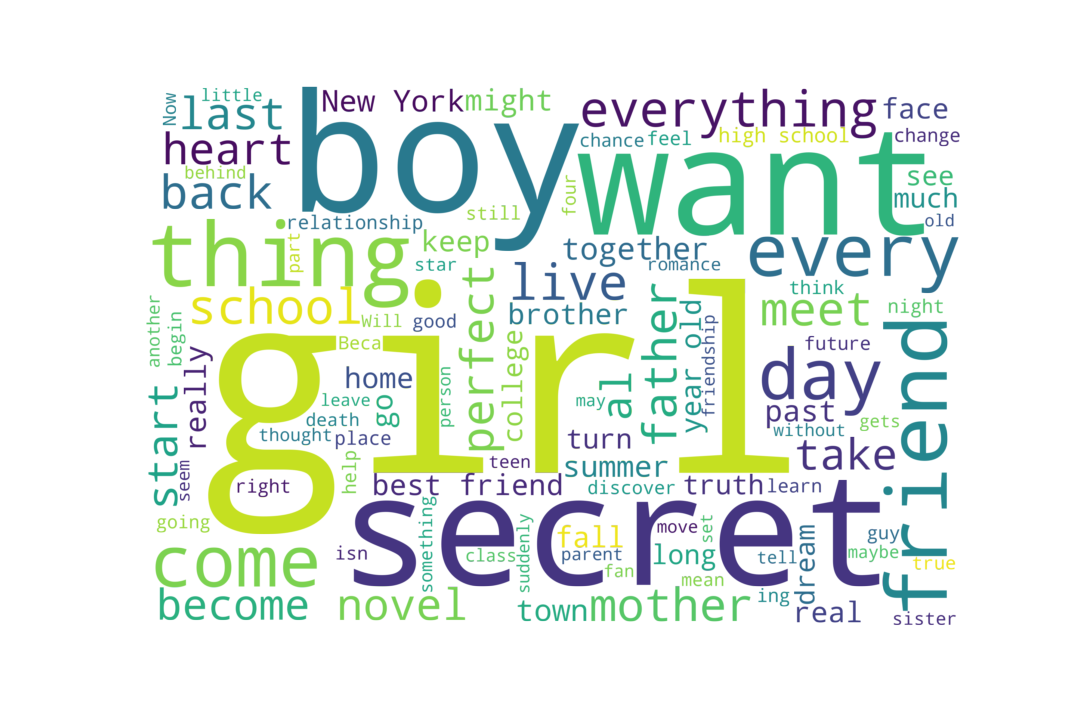 Now
little
last
New York
might
everything
face
boy
heart
chance
feel
high school
change
want
behind
back
see
much
four
still
old
relationship
thing
part
keep
together
every
star
romance
perfect
live
think
school
Will
good
brother
father
year old
meet
night
friend
another
begin
girl
Beca
college
friendship
future
day
really
home
go
person
al
may
past
gets
start
leave
death
thought
place
turn
without
take
seem
help
teen
summer
right
best friend
discover
truth
learn
going
secret
something
suddenly
fall
move
set
guy
come
isn
class
parent
long
tell
dream
maybe
true
fan
mean
become
novel
town
mother
ing
real
sister